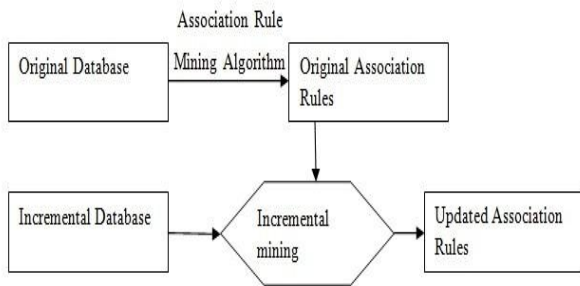 Association Rule
Mining Algorithm
Original Database
Original Association
Rules
Incremental Database
Incremental
mining
Updated Association
Rules